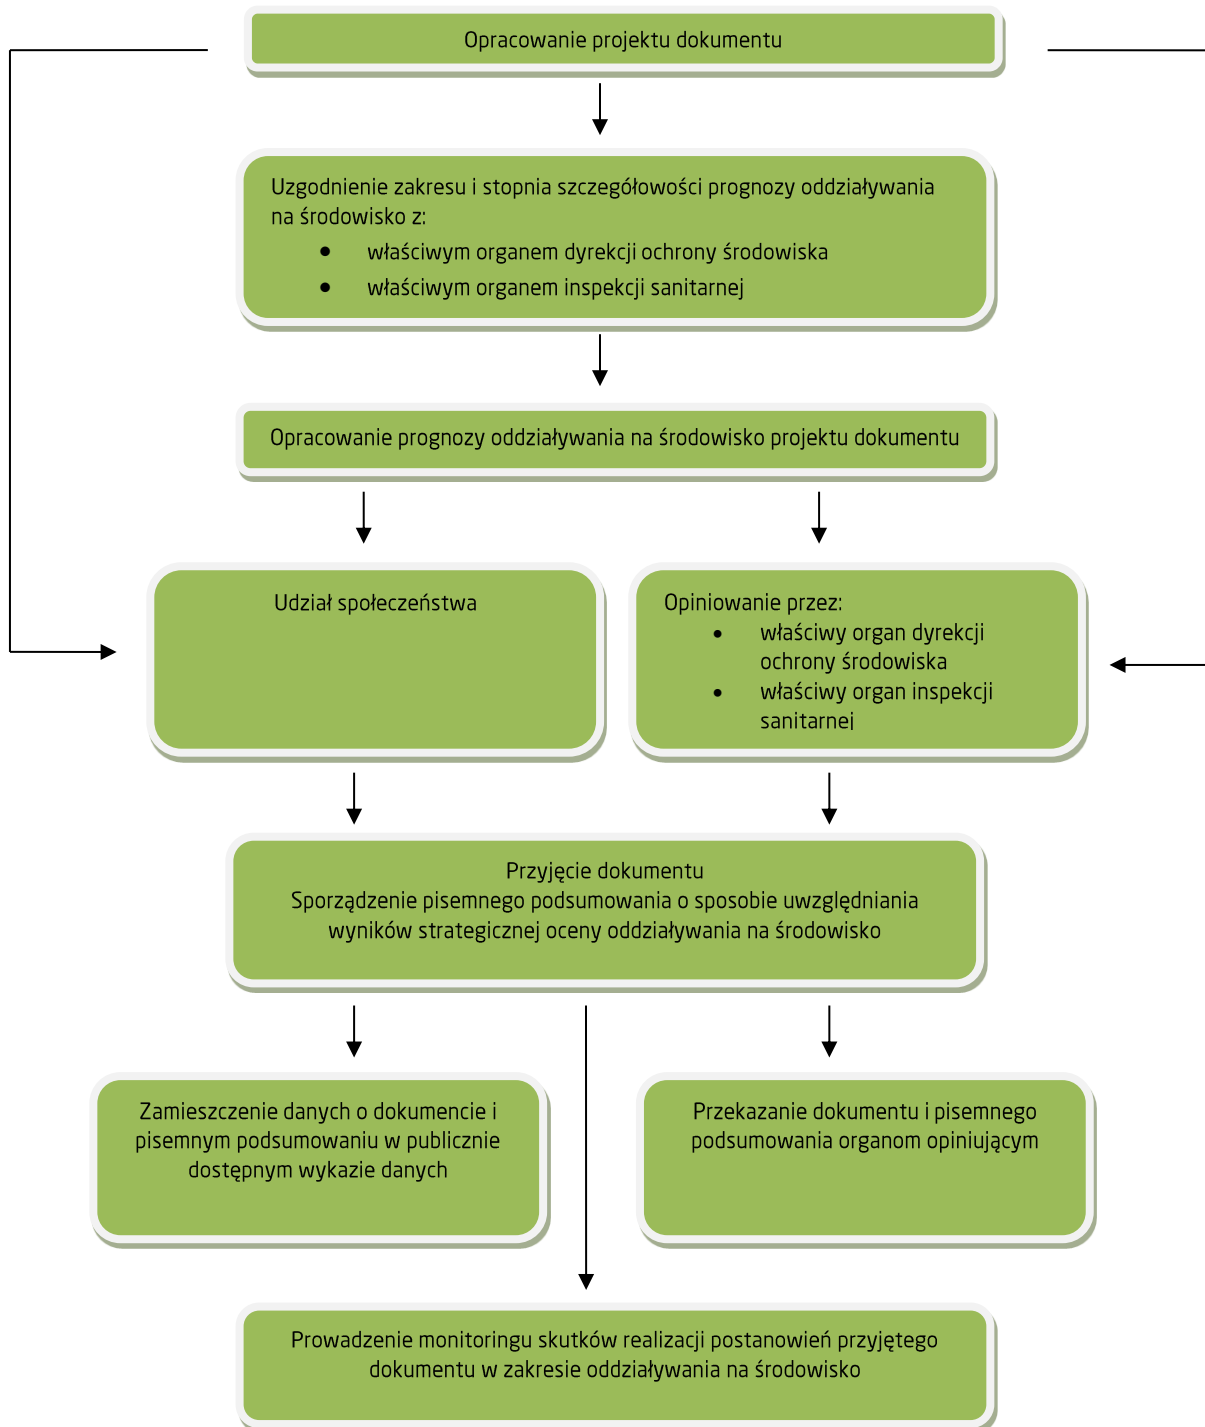 Opracowanie projektu dokumentu
Uzgodnienie zakresu i stopnia szczegółowości prognozy oddziaływania
na środowisko z:
• właściwym organem dyrekcji ochrony środowiska
• właściwym organem inspekcji sanitarnej
Opracowanie prognozy oddziaływania na środowisko projektu dokumentu
Udział społeczeństwa
Opiniowanie przez:
• właściwy organ dyrekcji
ochrony środowiska
• właściwy organ inspekcji
sanitarnej
Przyjęcie dokumentu
Sporządzenie pisemnego podsumowania o sposobie uwzględniania
wyników strategicznej oceny oddziaływania na środowisko
Zamieszczenie danych o dokumencie i
pisemnym podsumowaniu w publicznie
dostępnym wykazie danych
Przekazanie dokumentu i pisemnego
podsumowania organom opiniującym
Prowadzenie monitoringu skutków realizacji postanowień przyjętego
dokumentu w zakresie oddziaływania na środowisko